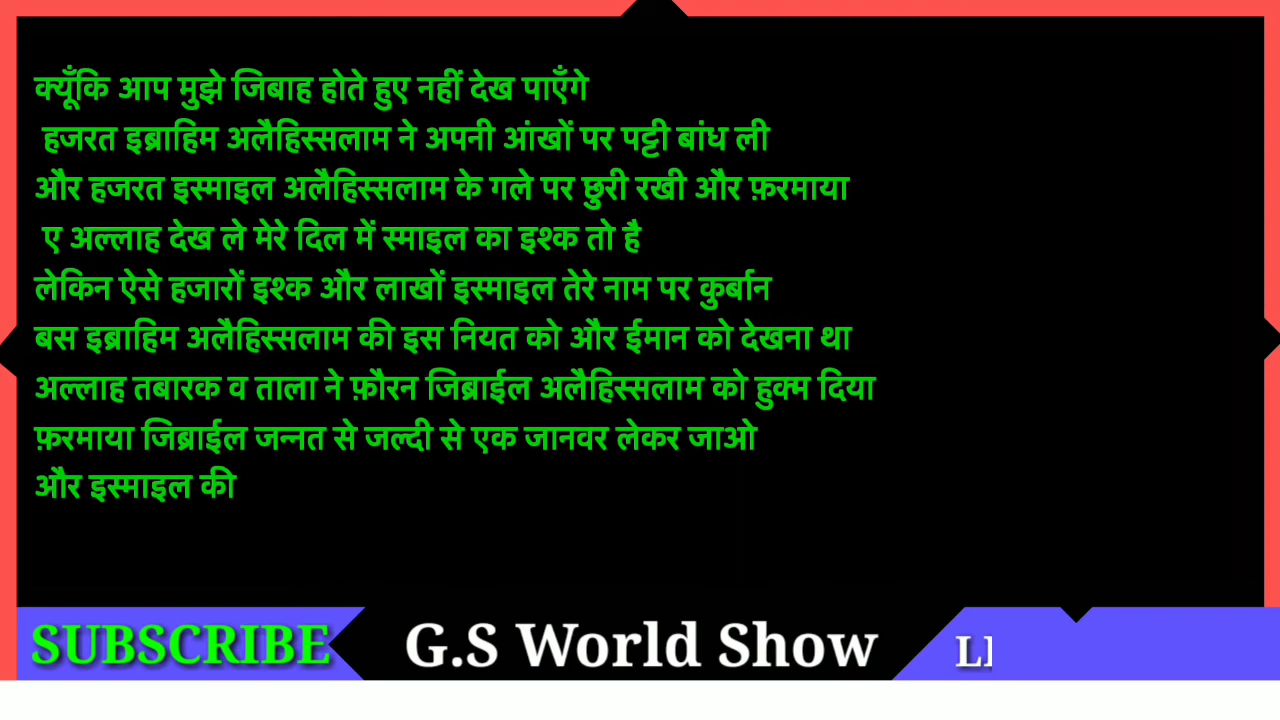 क्यूँकि आप मुझे जिबाह होते हुए नहीं देख पाएँगे
हजरत इब्राहिम अलैहिस्सलाम ने अपनी आंखों पर पट्टी बांध ली
और हजरत इस्माइल अलैहिस्सलाम के गले पर छुरी रखी और फ़रमाया
ए अल्लाह देख ले मेरे दिल में स्माइल का इश्क तो है
लेकिन ऐसे हजारों इश्क और लाखों इस्माइल तेरे नाम पर कुर्बान
बस इब्राहिम अलैहिस्सलाम की इस नियत को और ईमान को देखना था
अल्लाह तबारक व ताला ने फ़ौरन जिब्राईल अलैहिस्सलाम को हुक्म दिया
फ़रमाया जिब्राईल जन्नत से जल्दी से एक जानवर लेकर जाओ
और इस्माइल की
SUBSCRIBE G.S World Show